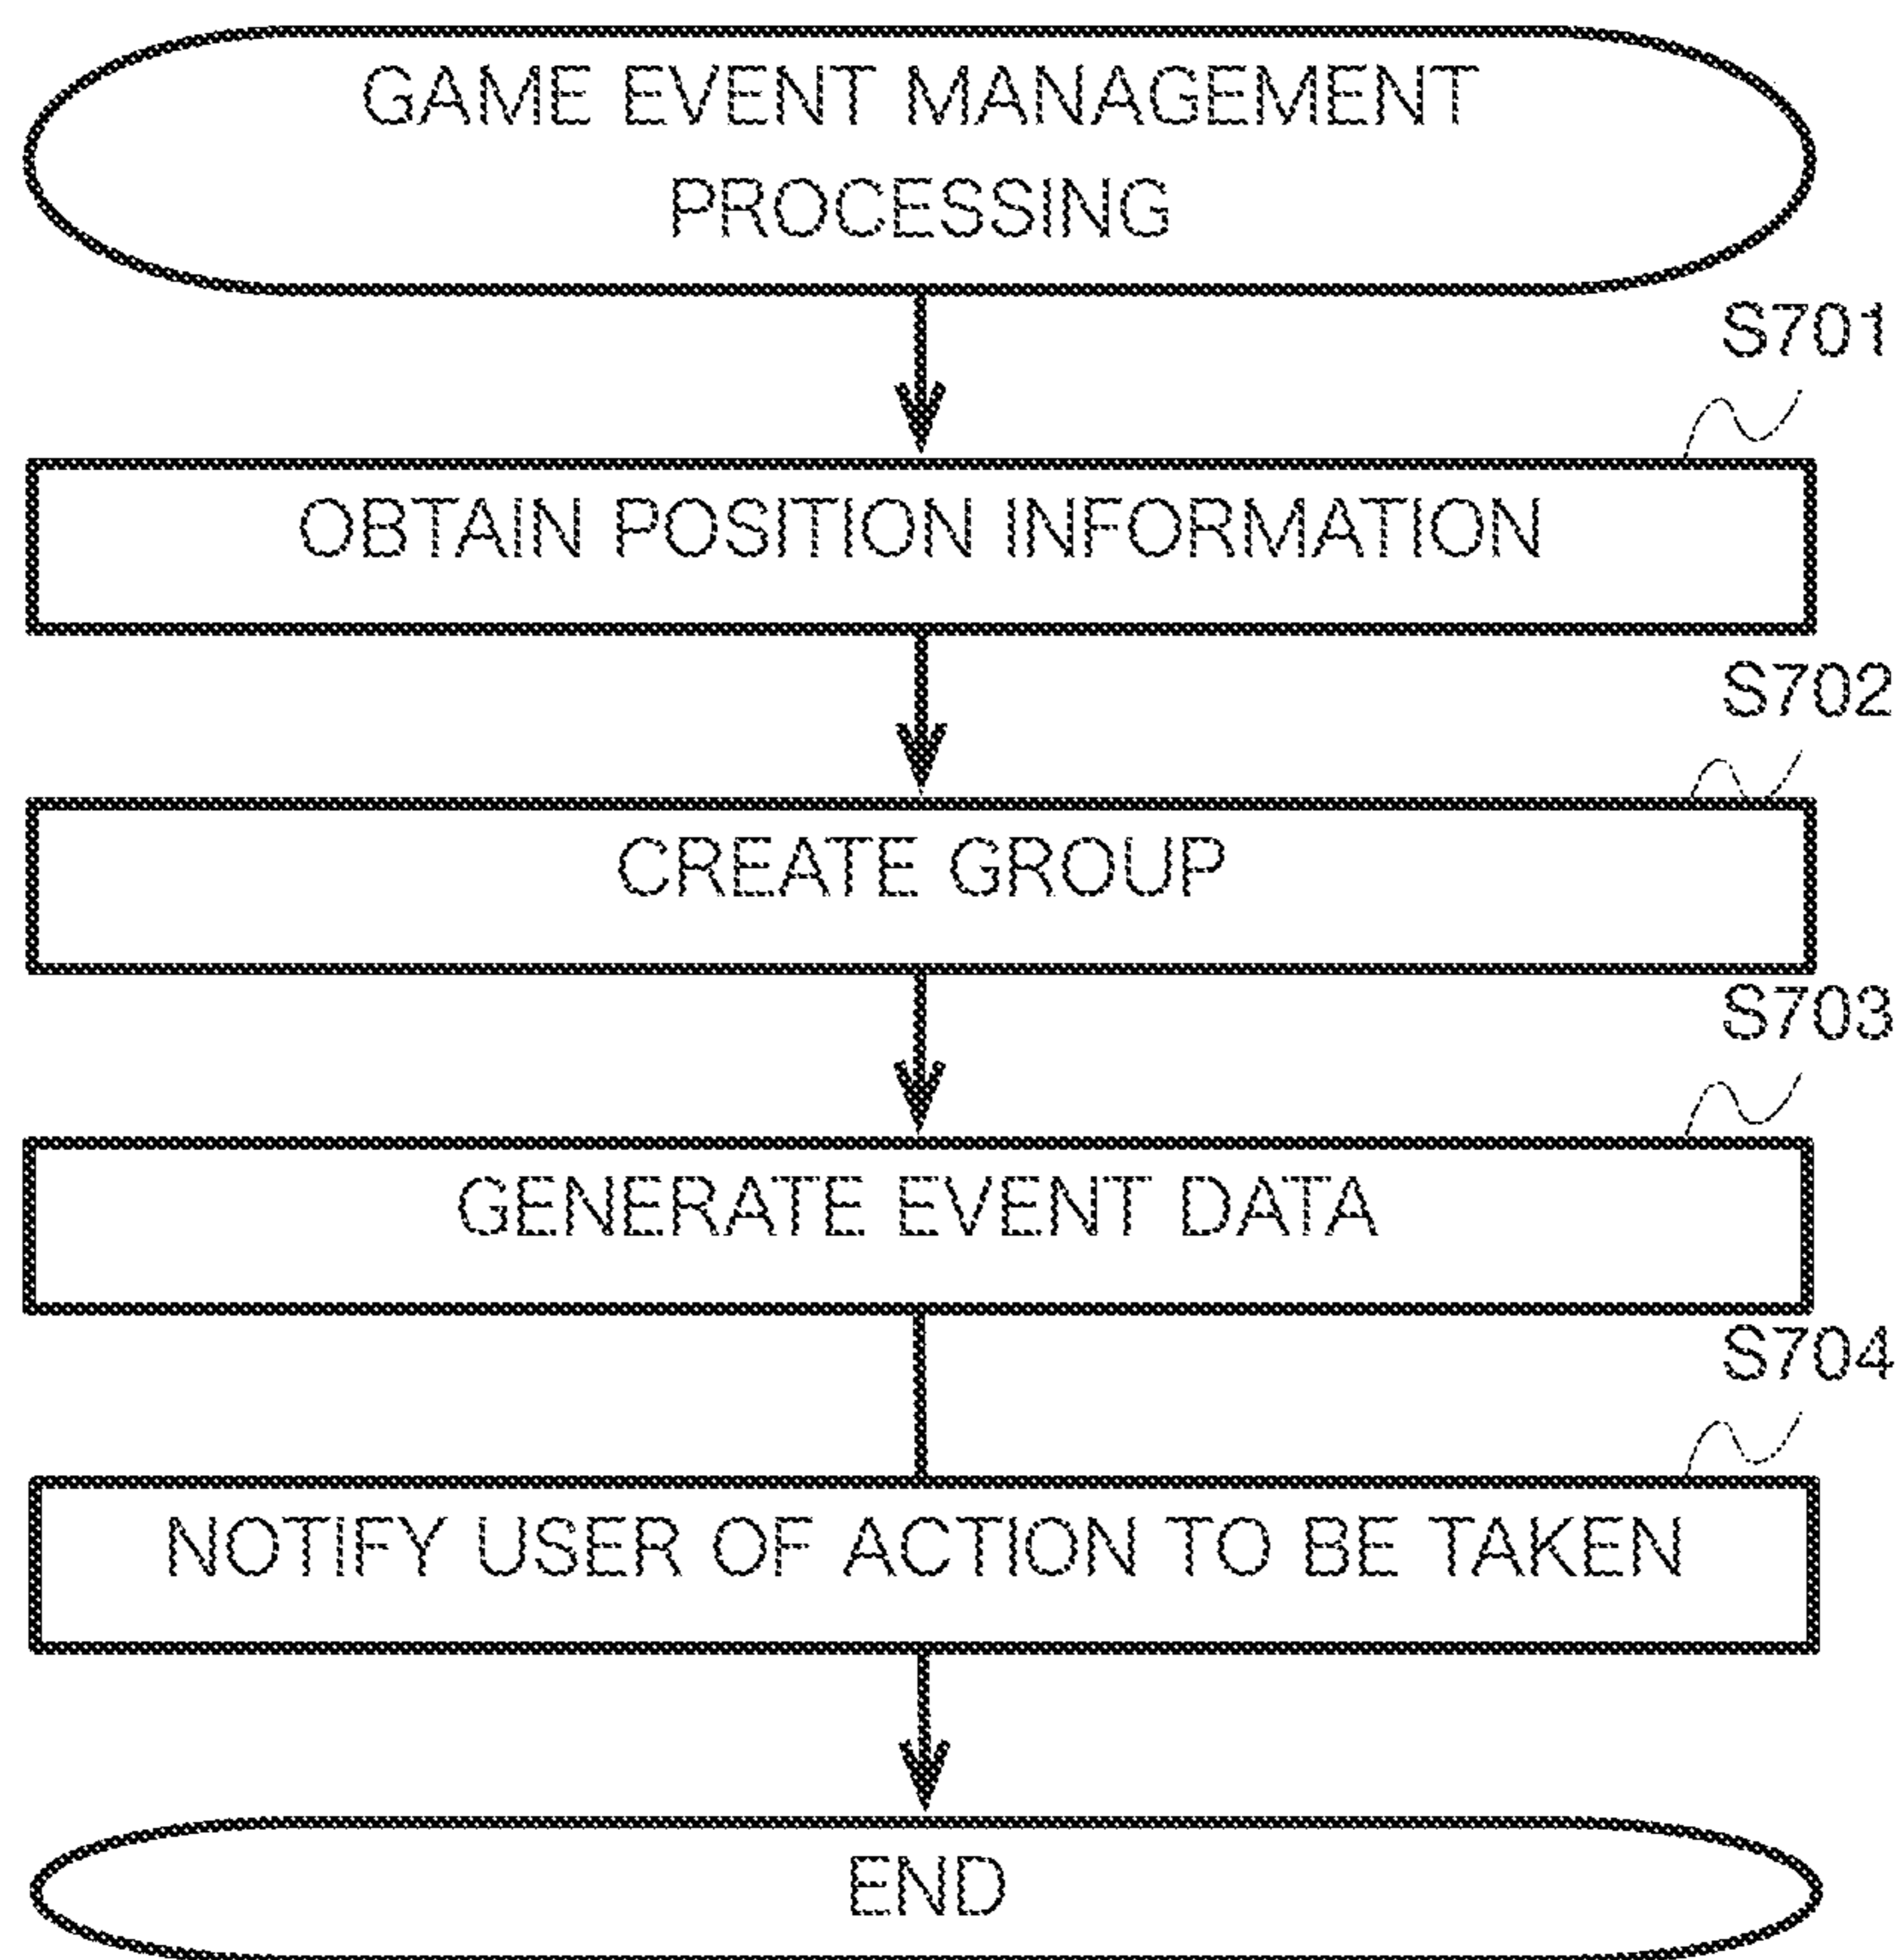 GAME EVENT MANAGEMENT
PROCESSING
S701
OBTAIN POSITION INFORMATION
S702
CREATE GROUP
S703
GENERATE EVENT DATA
S704
NOTIFY USER OF ACTION TO BE TAKEN
END